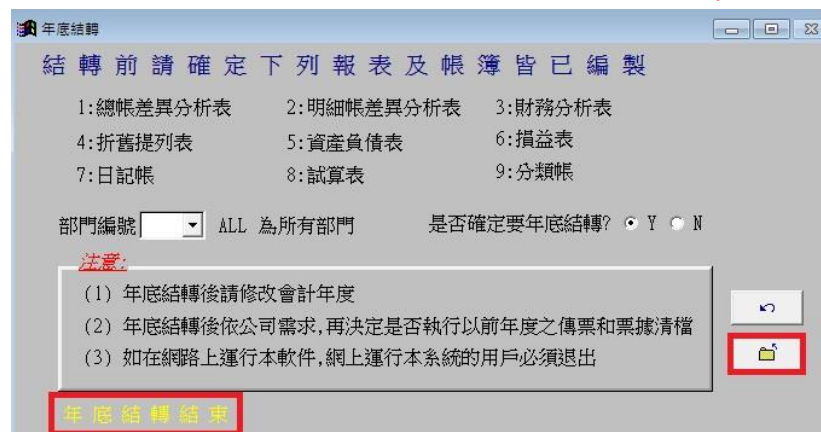 年底結轉
結轉前請確定下列報表及帳簿皆已編製
1:總帳差異分析表 2:明細帳差異分析表 3:財務分析表
4:折舊提列表 5:資產負債表 6:損益表
7:日記帳 8:試算表 9:分類帳
部門編號 ALL 為所有部門 是否確定要年底結轉? Y N
注意:
(1) 年底結轉後請修改會計年度
(2) 年底結轉後依公司需求,再決定是否執行以前年度之傳票和票據清檔
(3) 如在網路上運行本軟件,網上運行本系統的用戶必須退出
年底結轉結束